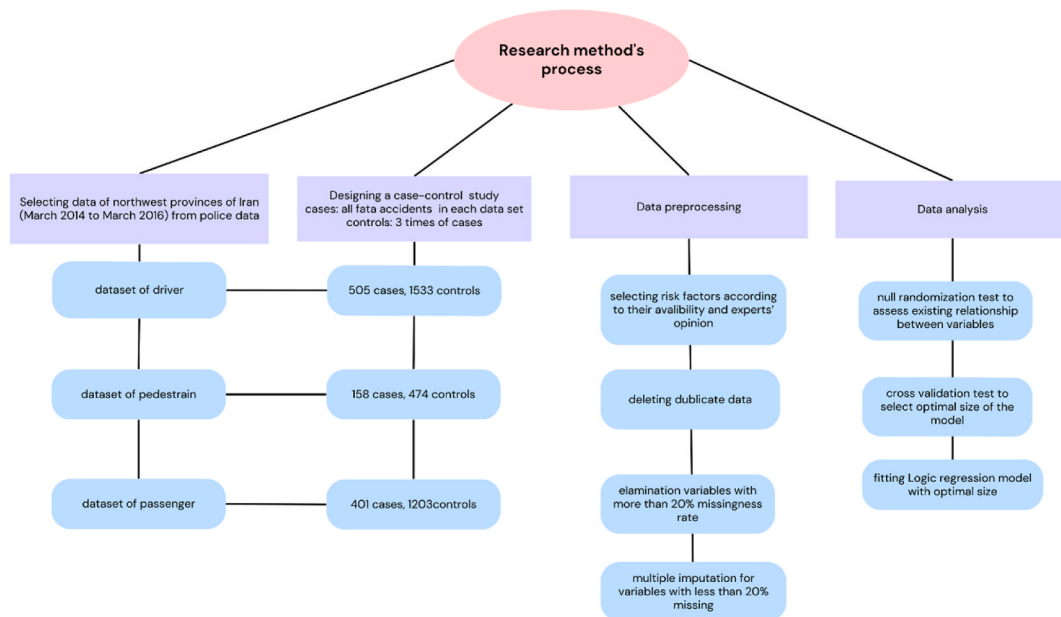 Research method's
process
Selecting data of northwest provinces of Iran
(March 2014 to March 2016) from police data
dataset of driver
dataset of pedestrain
dataset of passenger
Designing a case-control study
cases: all fata accidents in each data set
controls: 3 times of cases
505 cases, 1533 controls
158 cases, 474 controls
401 cases, 1203controls
Data preprocessing
selecting risk factors according
to their avalibility and experts'
opinion
deleting dublicate data
elamination variables with
more than 20% missingness
rate
multiple imputation for
variables with less than 20%
missing
Data analysis
null randomization test to
assess existing relationship
between variables
cross validation test to
select optimal size of the
model
fitting Logic regression model
with optimal size